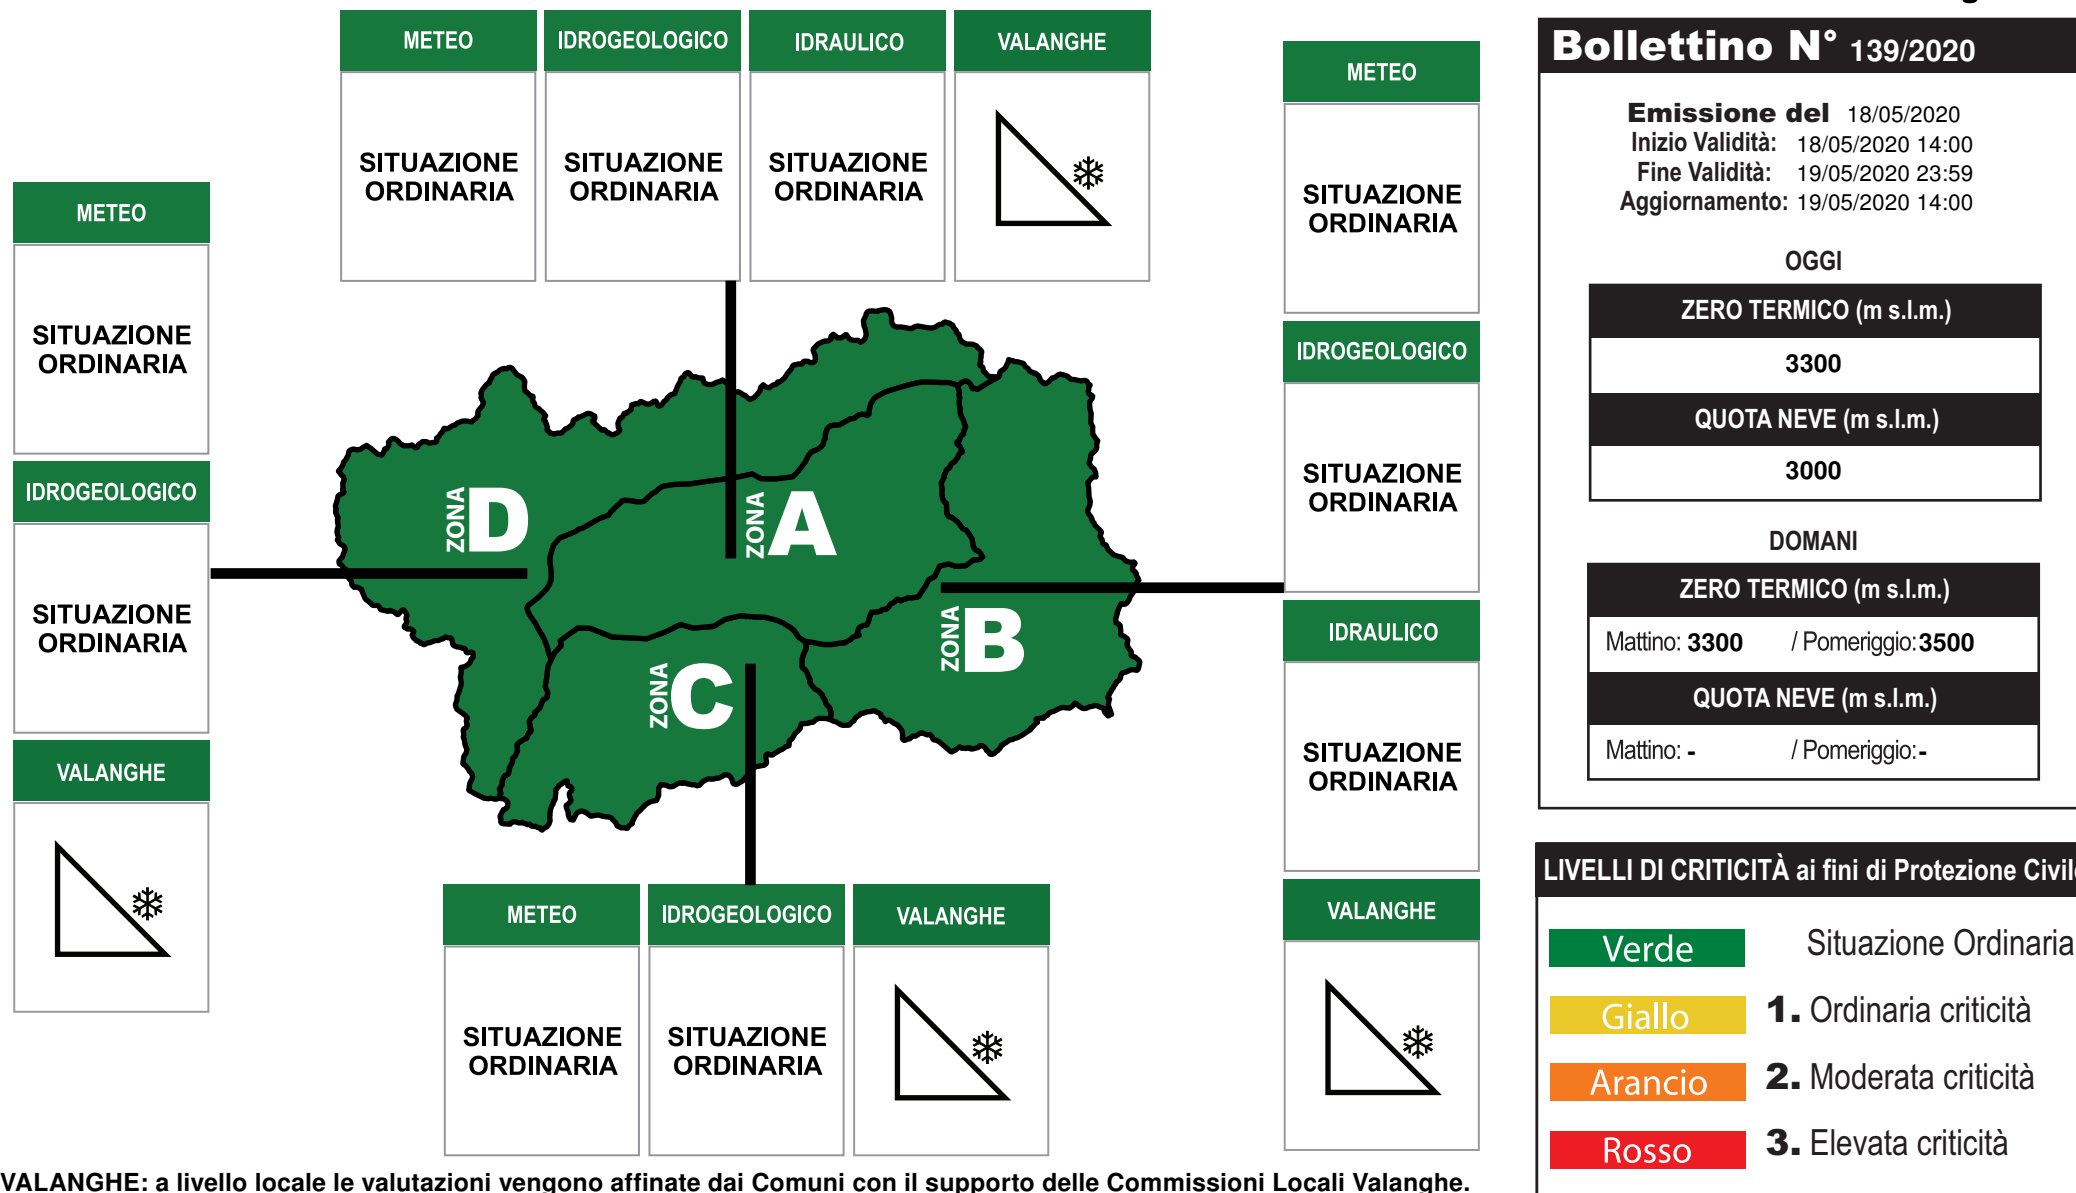 METEO
IDROGEOLOGICO
IDRAULICO
VALANGHE
SITUAZIONE
ORDINARIA
SITUAZIONE
ORDINARIA
SITUAZIONE
ORDINARIA
METEO
SITUAZIONE
ORDINARIA
IDROGEOLOGICO
SITUAZIONE
ORDINARIA
VALANGHE
ZONA D
ZONA A
ZONA B
ZONA C
METEO
SITUAZIONE
ORDINARIA
IDROGEOLOGICO
SITUAZIONE
ORDINARIA
IDRAULICO
SITUAZIONE
ORDINARIA
VALANGHE
METEO
IDROGEOLOGICO
VALANGHE
SITUAZIONE
ORDINARIA
SITUAZIONE
ORDINARIA
VALANGHE: a livello locale le valutazioni vengono affinate dai Comuni con il supporto delle Commissioni Locali Valanghe.
Bollettino N° 139/2020
Emissione del 18/05/2020
Inizio Validità: 18/05/2020 14:00
Fine Validità: 19/05/2020 23:59
Aggiornamento: 19/05/2020 14:00
OGGI
ZERO TERMICO (m s.l.m.)
3300
QUOTA NEVE (m s.l.m.)
3000
DOMANI
ZERO TERMICO (m s.l.m.)
Mattino: 3300 / Pomeriggio: 3500
QUOTA NEVE (m s.l.m.)
Mattino: - / Pomeriggio: -
LIVELLI DI CRITICITÀ ai fini di Protezione Civile
Verde Situazione Ordinaria
Giallo 1. Ordinaria criticità
Arancio 2. Moderata criticità
Rosso 3. Elevata criticità